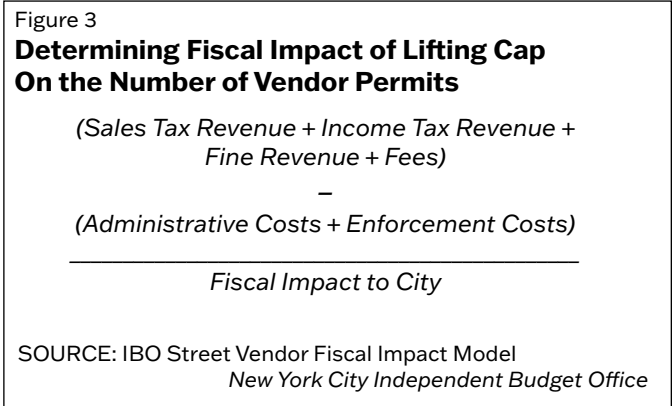 Figure 3
Determining Fiscal Impact of Lifting Cap
On the Number of Vendor Permits
(Sales Tax Revenue + Income Tax Revenue +
Fine Revenue + Fees)
–
(Administrative Costs + Enforcement Costs)
Fiscal Impact to City
SOURCE: IBO Street Vendor Fiscal Impact Model
New York City Independent Budget Office